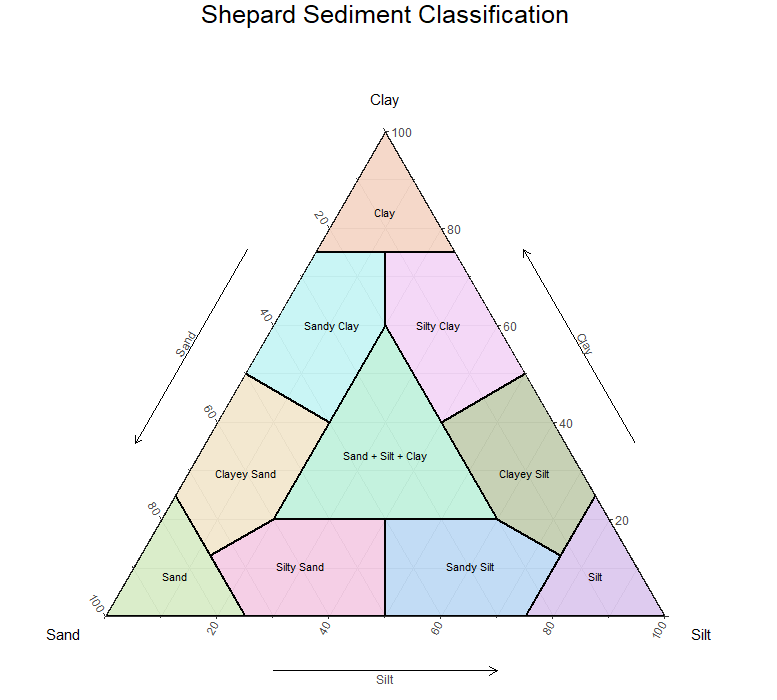 Shepard Sediment Classification
Clay
100
Clay
20
80
Sandy Clay
Silty Clay
40
60
Sand
Clay
60
40
Sand + Silt + Clay
Clayey Sand
Clayey Silt
80
20
Silty Sand
Sandy Silt
Sand
Silt
100
20
40
60
80
100
Sand
Silt
Silt